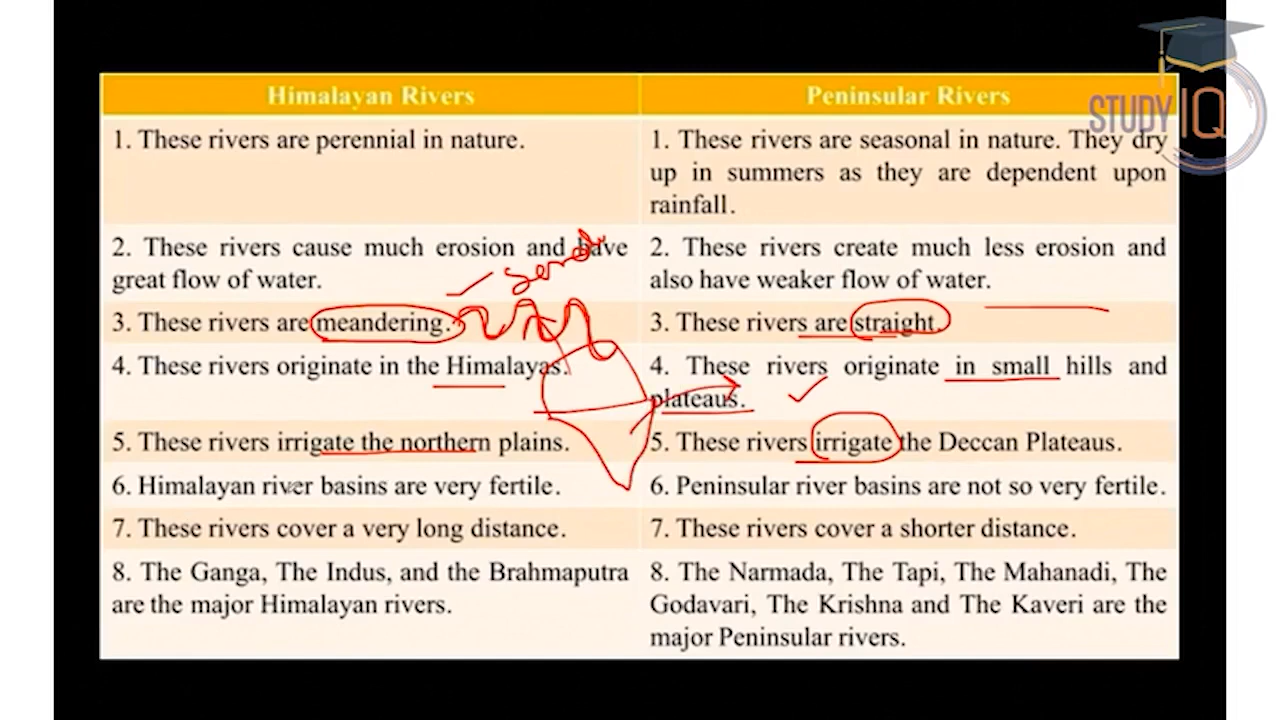 STUDY IQ
Himalayan Rivers
Peninsular Rivers
1. These rivers are perennial in nature.
1. These rivers are seasonal in nature. They dry
up in summers as they are dependent upon
rainfall.
2. These rivers cause much erosion and have
great flow of water.
2. These rivers create much less erosion and
also have weaker flow of water.
3. These rivers are meandering.
3. These rivers are straight.
4. These rivers originate in the Himalayas.
4. These rivers originate in small hills and
plateaus.
5. These rivers irrigate the northern plains.
5. These rivers irrigate the Deccan Plateaus.
6. Himalayan river basins are very fertile.
6. Peninsular river basins are not so very fertile.
7. These rivers cover a very long distance.
7. These rivers cover a shorter distance.
8. The Ganga, The Indus, and the Brahmaputra
are the major Himalayan rivers.
8. The Narmada, The Tapi, The Mahanadi, The
Godavari, The Krishna and The Kaveri are the
major Peninsular rivers.